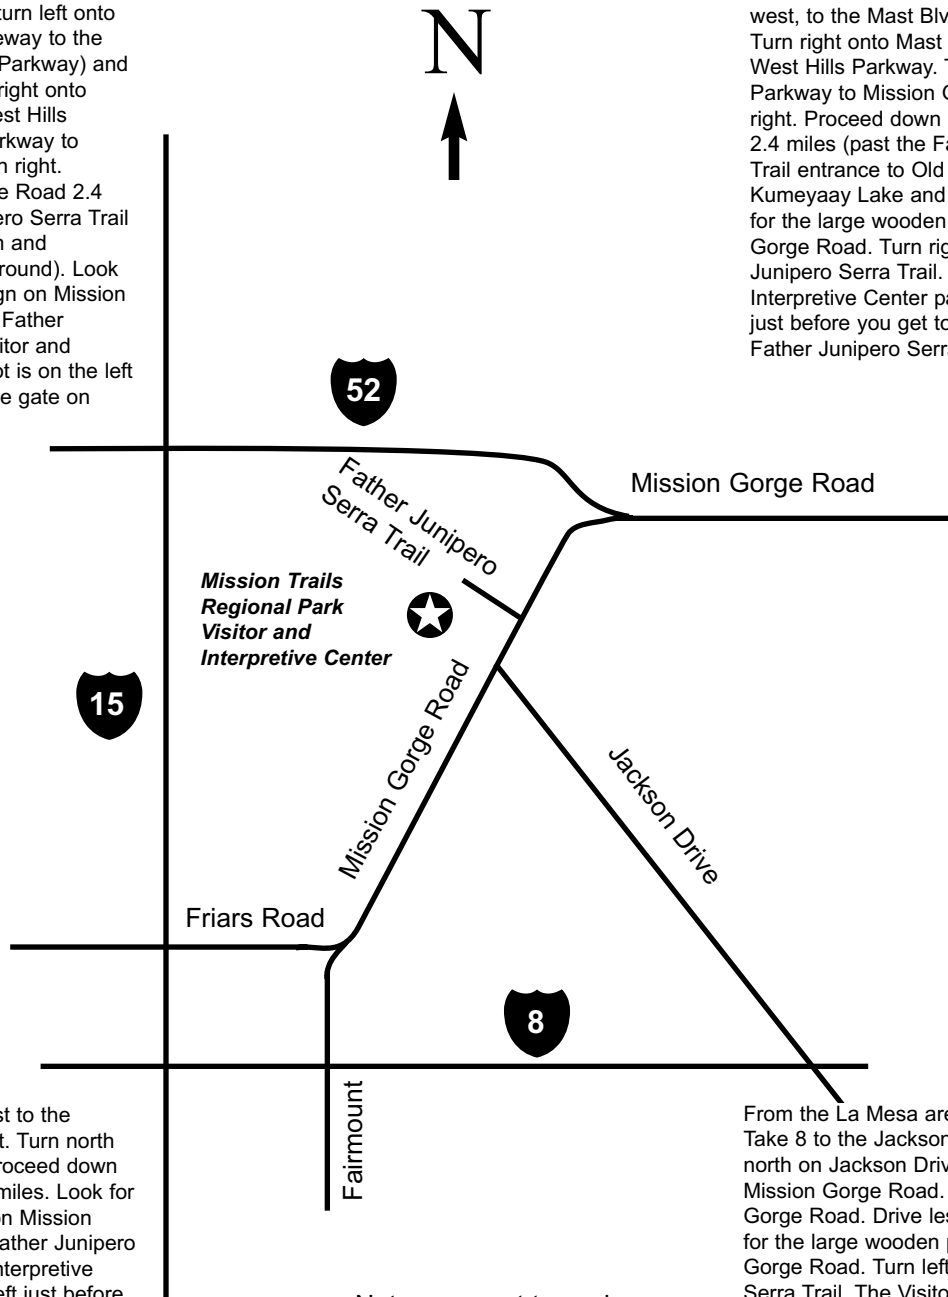 turn left onto
eway to the
Parkway) and
right onto
est Hills
rkway to
n right.
e Road 2.4
ero Serra Trail
n and
round). Look
gn on Mission
Father
itor and
ot is on the left
e gate on
N
west, to the Mast Blv
Turn right onto Mast
West Hills Parkway. T
Parkway to Mission G
right. Proceed down
2.4 miles (past the Fa
Trail entrance to Old
Kumeyaay Lake and
for the large wooden
Gorge Road. Turn rig
Junipero Serra Trail.
Interpretive Center pa
just before you get to
Father Junipero Serra
52
Mission Gorge Road
Father Junipero
Serra Trail
Mission Trails
Regional Park
Visitor and
Interpretive Center
15
Mission Gorge Road
Jackson Drive
Friars Road
8
Fairmount
st to the
t. Turn north
roceed down
miles. Look for
on Mission
ather Junipero
nterpretive
eft just before
From the La Mesa are
Take 8 to the Jackson
north on Jackson Driv
Mission Gorge Road.
Gorge Road. Drive les
for the large wooden p
Gorge Road. Turn left
Serra Trail. The Visito